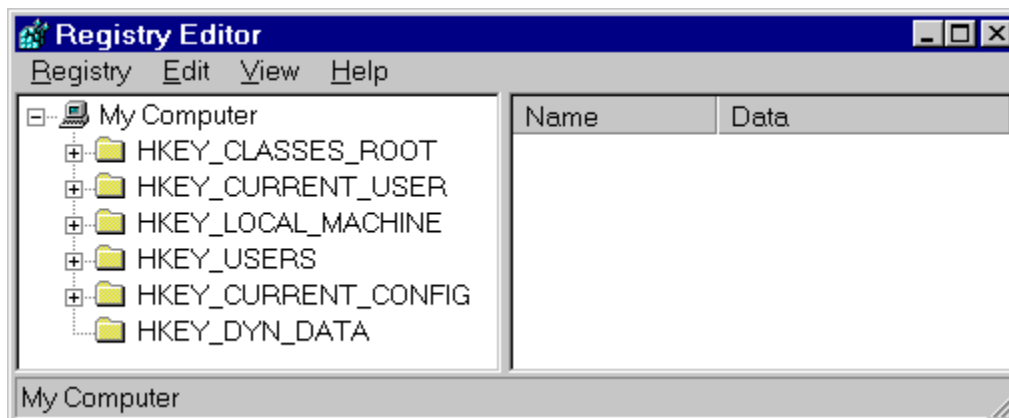 Registry Editor
Registry Edit View Help
My Computer
HKEY_CLASSES_ROOT
HKEY_CURRENT_USER
HKEY_LOCAL_MACHINE
HKEY_USERS
HKEY_CURRENT_CONFIG
HKEY_DYN_DATA
Name Data
My Computer